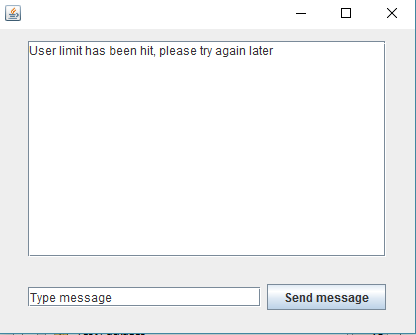 User limit has been hit, please try again later
Type message
Send message